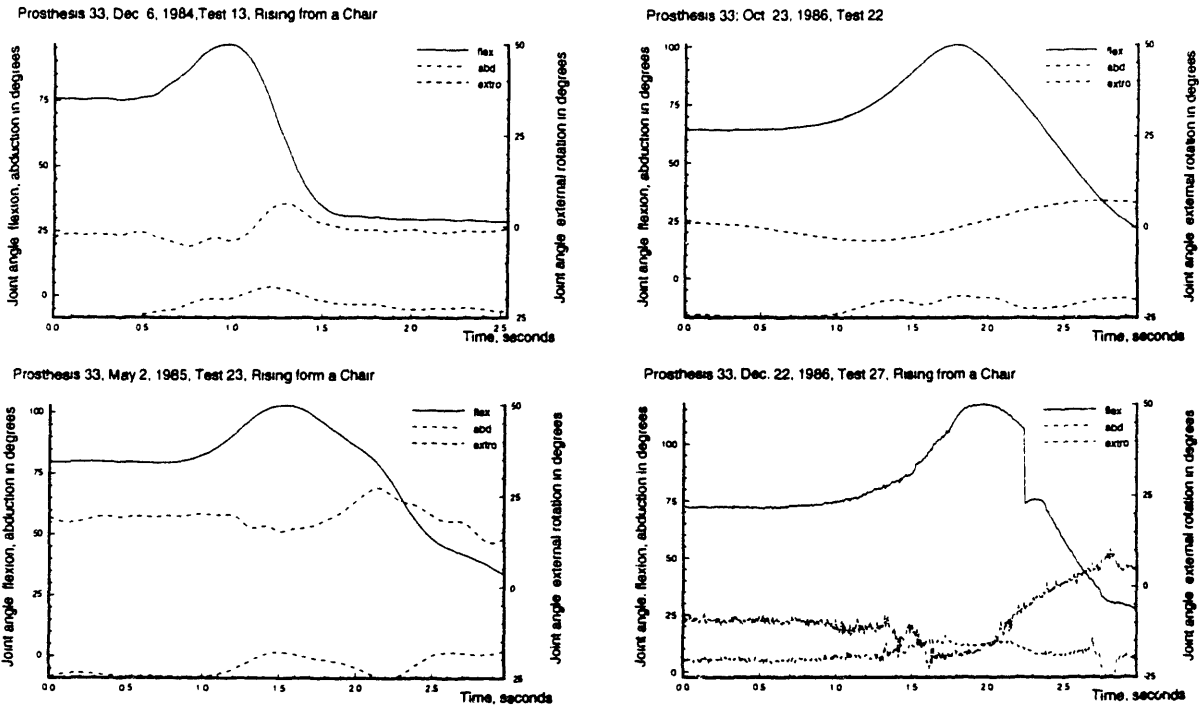 Prosthesis 33, Dec 6, 1984,Test 13, Rising from a Chair
Joint angle flexion, abduction in degrees
75
50
25
0
flex
abd
extro
50
25
0
25
Joint angle external rotation in degrees
0.0 0.5 1.0 1.5 2.0 2.5
Time, seconds
Prosthesis 33: Oct 23, 1986, Test 22
Joint angle flexion, abduction in degrees
100
75
50
25
0
flex
abd
extro
50
25
0
-25
Joint angle external rotation in degrees
0.0 0.5 1.0 1.5 2.0 2.5
Time, seconds
Prosthesis 33, May 2, 1985, Test 23, Rising form a Chair
Joint angle flexion, abduction in degrees
100
75
50
25
0
flex
abd
extro
50
25
0
25
Joint angle external rotation in degrees
0.0 0.5 1.0 1.5 2.0 2.5
Time, seconds
Prosthesis 33, Dec. 22, 1986, Test 27, Rising from a Chair
Joint angle. flexion, abduction in degrees
100
75
50
25
0
flex
abd
extro
50
25
0
-25
Joint angle external rotation in degrees
0.0 0.5 1.0 1.5 2.0 2.5
Time, seconds